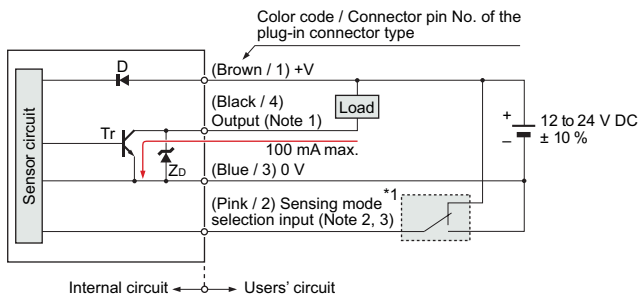 Color code / Connector pin No. of the
plug-in connector type
D
(Brown / 1) +V
(Black / 4)
Output (Note 1)
Load
Tr
100 mA max.
ZD
+
–
12 to 24 V DC
± 10 %
Sensor circuit
(Blue / 3) 0 V
(Pink / 2) Sensing mode
selection input (Note 2, 3)
*1
Internal circuit
Users' circuit